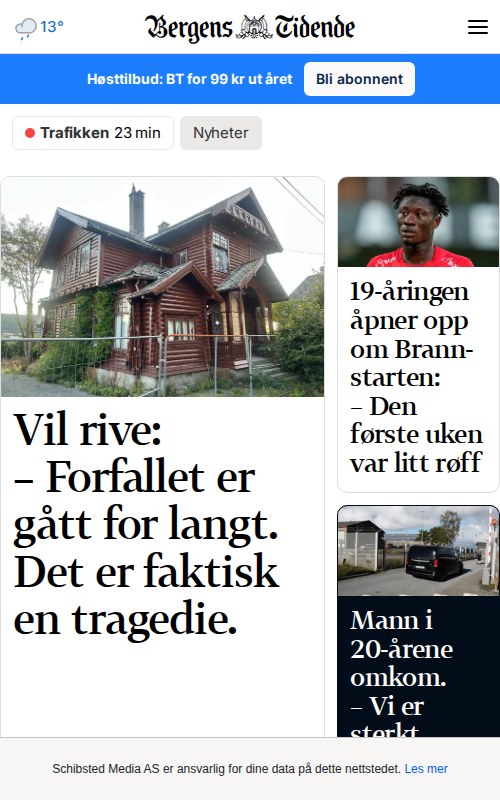 13°
Bergens Tidende
Høsttilbud: BT for 99 kr ut året
Bli abonnent
Trafikken 23 min
Nyheter
Vil rive:
– Forfallet er
gått for langt.
Det er faktisk
en tragedie.
19-åringen
åpner opp
om Brann-
starten:
– Den
første uken
var litt røff
Mann i
20-årene
omkom.
– Vi er
sterkt
Schibsted Media AS er ansvarlig for dine data på dette nettstedet. Les mer